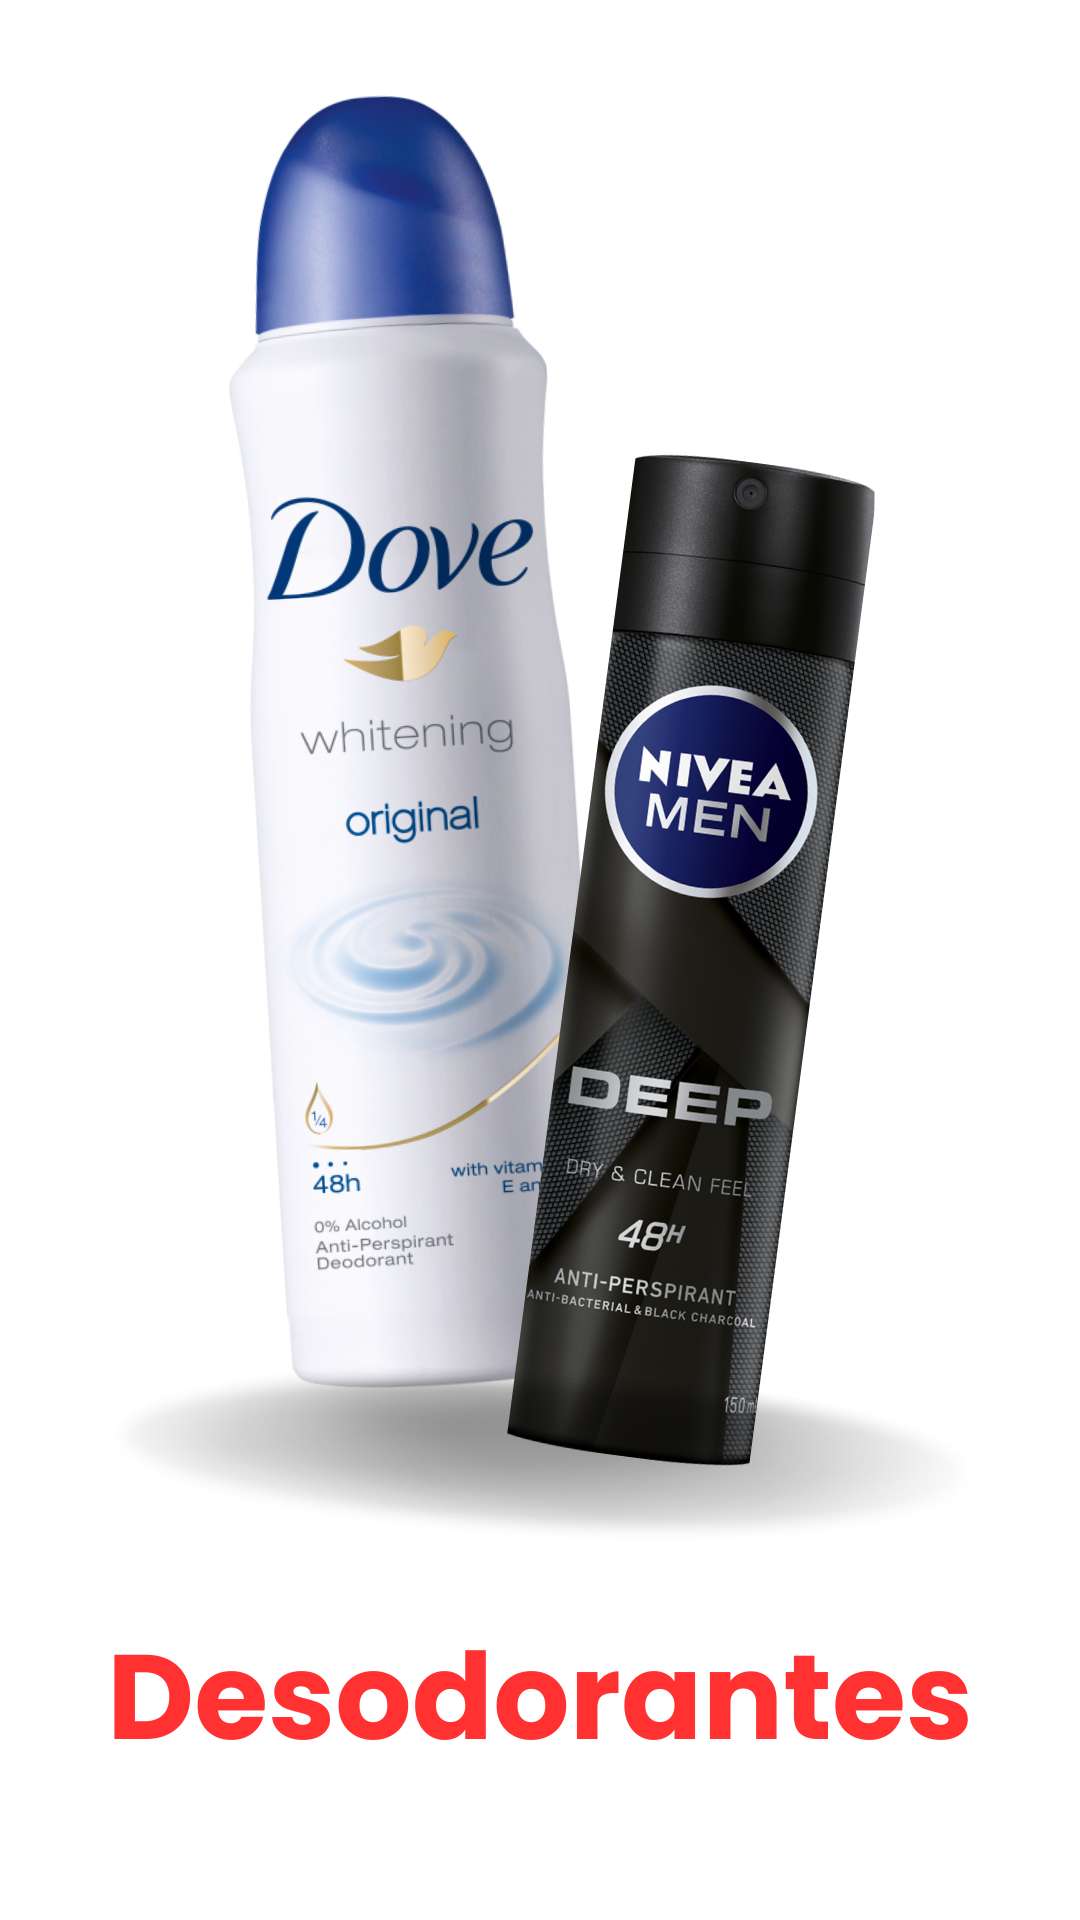 Dove
whitening
original
1/4
48h
with vitam
E an
0% Alcohol
Anti-Perspirant
Deodorant
NIVEA
MEN
DEEP
DRY & CLEAN FEEL
48H
ANTI-PERSPIRANT
ANTI-BACTERIAL & BLACK CHARCOAL
150 ml
Desodorantes